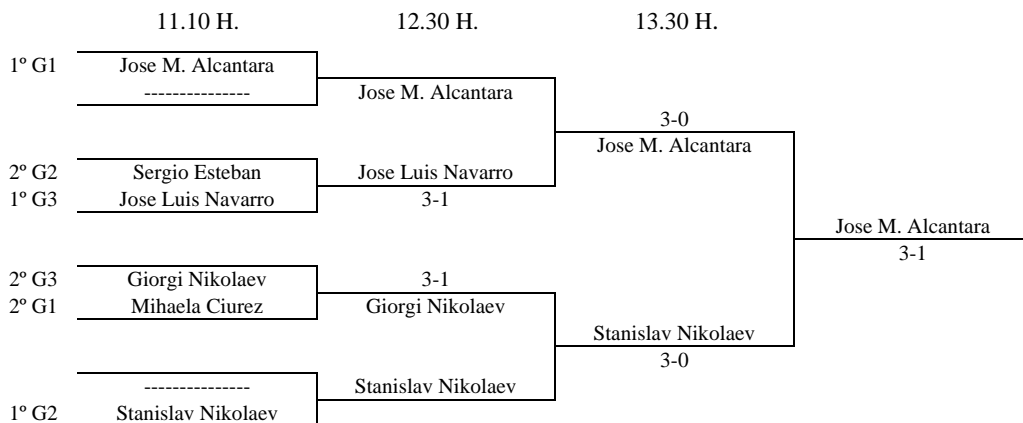 11.10 H. 12.30 H. 13.30 H.
1º G1 Jose M. Alcantara
--------------- Jose M. Alcantara
3-0
Jose M. Alcantara
2º G2 Sergio Esteban Jose Luis Navarro
1º G3 Jose Luis Navarro 3-1
Jose M. Alcantara
3-1
2º G3 Giorgi Nikolaev 3-1
2º G1 Mihaela Ciurez Giorgi Nikolaev
Stanislav Nikolaev
3-0
--------------- Stanislav Nikolaev
1º G2 Stanislav Nikolaev